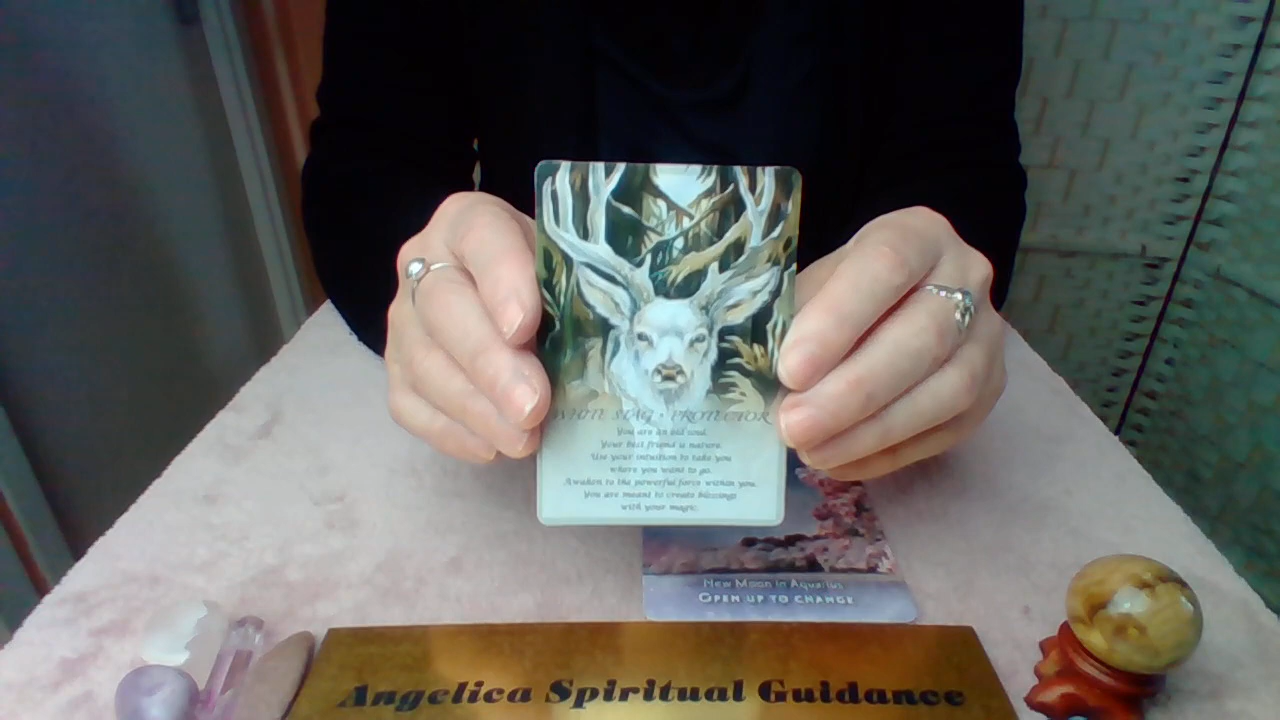 WHITE STAG • PROTECTOR
You are an old soul.
Your best friend is nature.
Use your intuition to take you
where you want to go.
Awaken to the powerful force within you.
You are meant to create blessings
with your magic.
New Moon in Aquarius
OPEN UP TO CHANGE
Angelica Spiritual Guidance